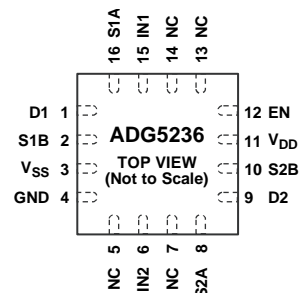 16 S1A
15 IN1
14 NC
13 NC
D1 1
S1B 2
VSS 3
GND 4
ADG5236
TOP VIEW
(Not to Scale)
12 EN
11 VDD
10 S2B
9 D2
NC 5
IN2 6
NC 7
S2A 8